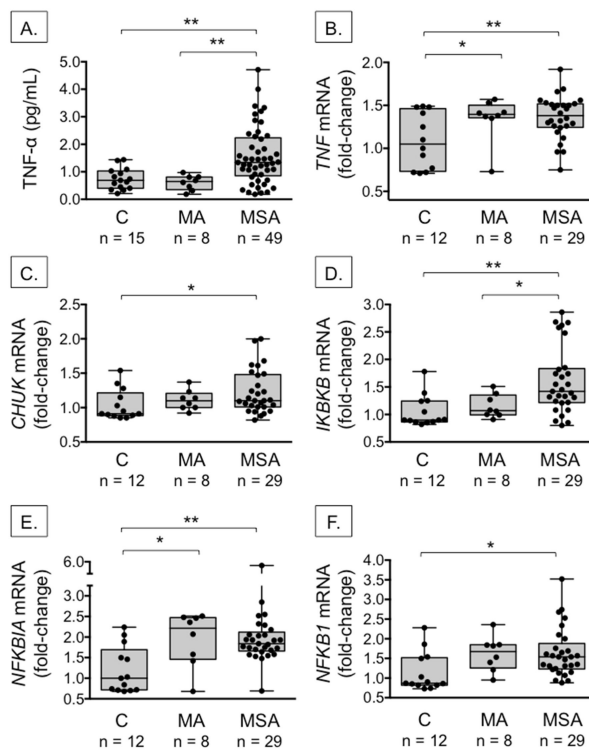 A.
**
**
TNF-α (pg/mL)
5.0
4.0
3.0
2.0
1.0
0.0
C MA MSA
n = 15 n = 8 n = 49
B.
**
*
TNF mRNA
(fold-change)
2.0
1.5
1.0
0.5
C MA MSA
n = 12 n = 8 n = 29
C.
*
CHUK mRNA
(fold-change)
2.5
2.0
1.5
1.0
0.5
C MA MSA
n = 12 n = 8 n = 29
D.
**
*
IKBKB mRNA
(fold-change)
3.0
2.5
2.0
1.5
1.0
0.5
C MA MSA
n = 12 n = 8 n = 29
E.
**
*
NFKBIA mRNA
(fold-change)
6.0
3.0
2.5
2.0
1.5
1.0
0.5
C MA MSA
n = 12 n = 8 n = 29
F.
*
NFKB1 mRNA
(fold-change)
4.0
3.5
3.0
2.5
2.0
1.5
1.0
0.5
C MA MSA
n = 12 n = 8 n = 29